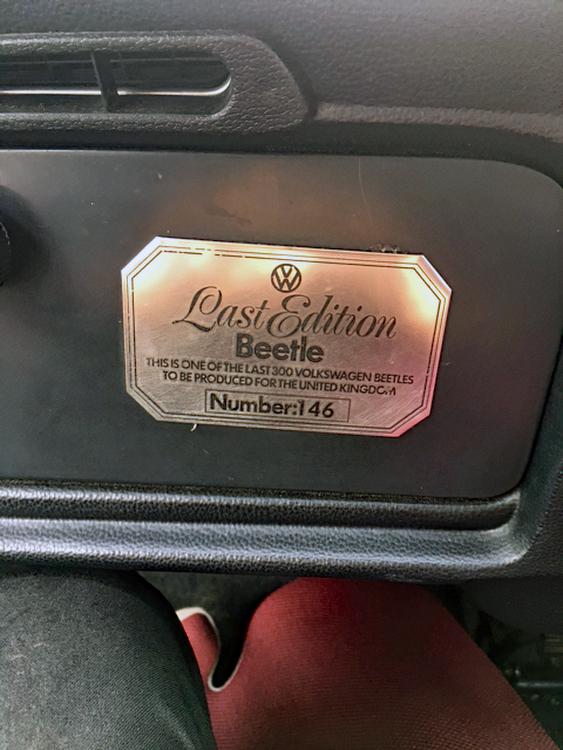 Last Edition
Beetle
THIS IS ONE OF THE LAST 300 VOLKSWAGEN BEETLES
TO BE PRODUCED FOR THE UNITED KINGDOM
Number:146